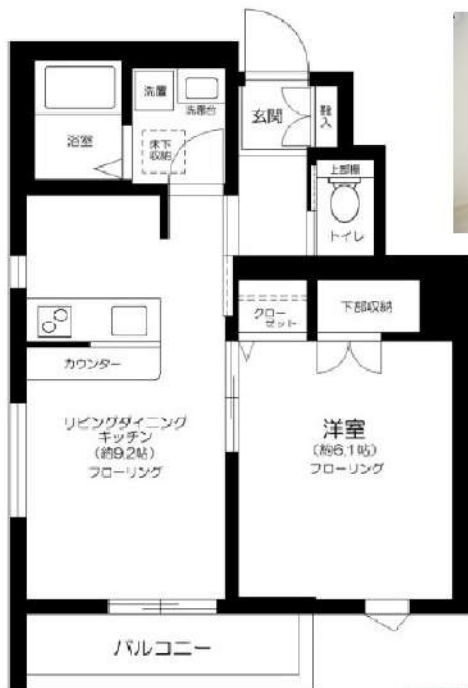 浴室
洗置
洗面台
床下
収納
玄関
靴入
上部棚
トイレ
クロー
ゼット
下部収納
カウンター
リビングダイニング
キッチン
(約9.2帖)
フローリング
洋室
(約6.1帖)
フローリング
バルコニー